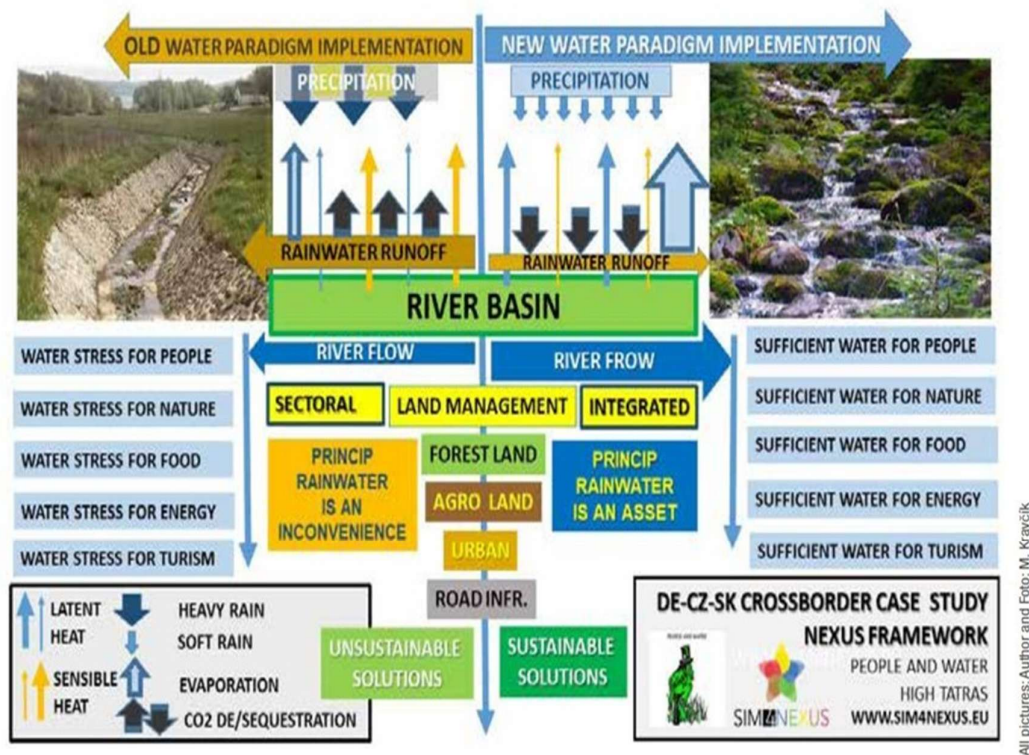 OLD WATER PARADIGM IMPLEMENTATION
NEW WATER PARADIGM IMPLEMENTATION
PRECIPITATION
PRECIPITATION
RAINWATER RUNOFF
RAINWATER RUNOFF
RIVER BASIN
RIVER FLOW
RIVER FROW
WATER STRESS FOR PEOPLE
WATER STRESS FOR NATURE
WATER STRESS FOR FOOD
WATER STRESS FOR ENERGY
WATER STRESS FOR TURISM
SECTORAL
LAND MANAGEMENT
INTEGRATED
PRINCIP
RAINWATER
IS AN
INCONVENIENCE
FOREST LAND
AGRO LAND
URBAN
ROAD INFR.
PRINCIP
RAINWATER
IS AN ASSET
UNSUSTAINABLE
SOLUTIONS
SUSTAINABLE
SOLUTIONS
SUFFICIENT WATER FOR PEOPLE
SUFFICIENT WATER FOR NATURE
SUFFICIENT WATER FOR FOOD
SUFFICIENT WATER FOR ENERGY
SUFFICIENT WATER FOR TURISM
LATENT
HEAT
SENSIBLE
HEAT
HEAVY RAIN
SOFT RAIN
EVAPORATION
CO2 DE/SEQUESTRATION
DE-CZ-SK CROSSBORDER CASE STUDY
NEXUS FRAMEWORK
PEOPLE AND WATER
HIGH TATRAS
WWW.SIM4NEXUS.EU
SIM4NEXUS
All pictures: Author and Foto: M. Kravčík